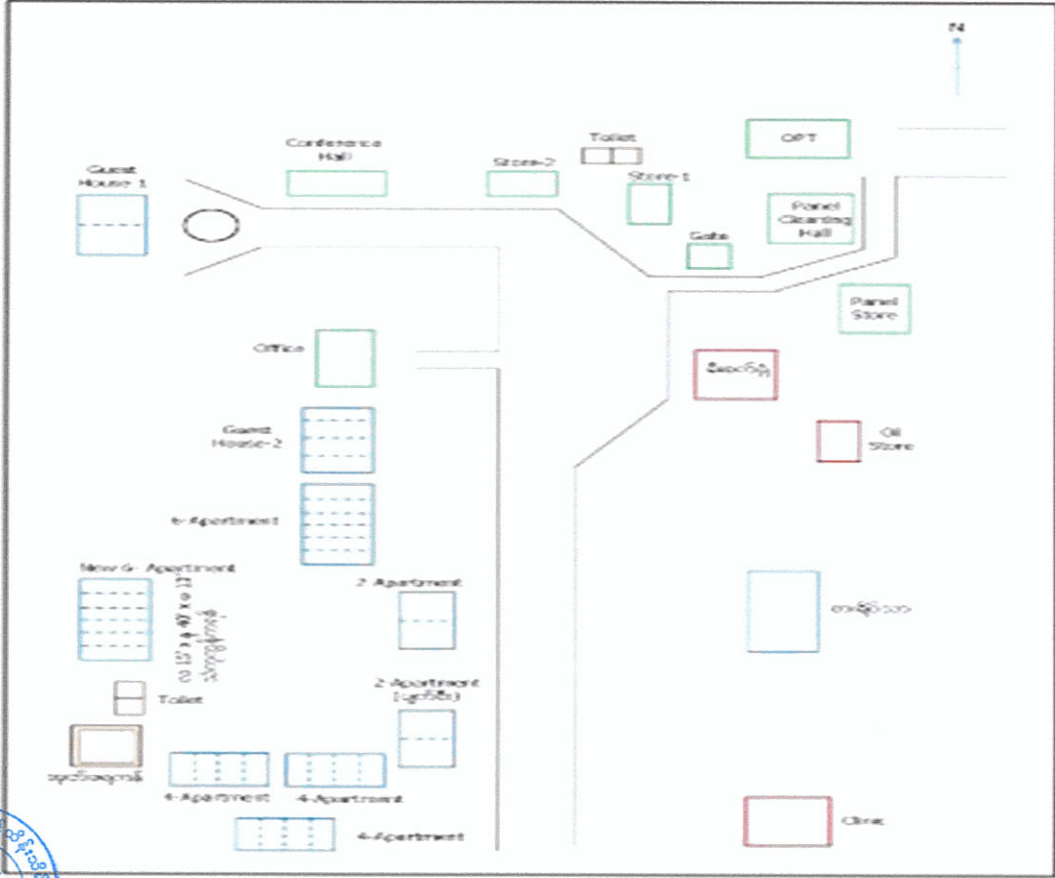 N
Guest
House-1
Conference
Hall
Store-2
Toilet
Store-1
OPT
Panel
Cleaning
Hall
Gate
Panel
Store
Office
Guest
House-2
Oil
Store
6-Apartment
New 6- Apartment
2-Apartment
Toilet
2-Apartment
4-Apartment
4-Apartment
4-Apartment
Clinic